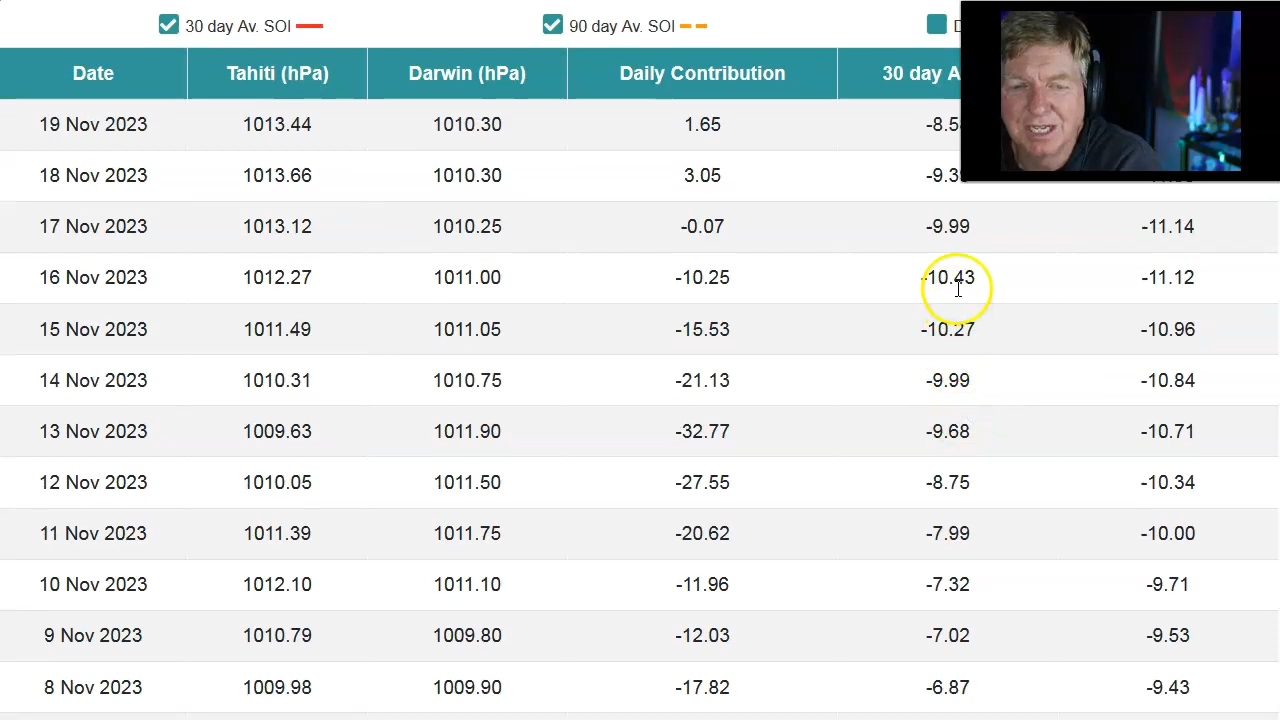 30 day Av. SOI 90 day Av. SOI
Date Tahiti (hPa) Darwin (hPa) Daily Contribution 30 day
19 Nov 2023 1013.44 1010.30 1.65
18 Nov 2023 1013.66 1010.30 3.05
17 Nov 2023 1013.12 1010.25 -0.07 -9.99 -11.14
16 Nov 2023 1012.27 1011.00 -10.25 -10.43 -11.12
15 Nov 2023 1011.49 1011.05 -15.53 -10.27 -10.96
14 Nov 2023 1010.31 1010.75 -21.13 -9.99 -10.84
13 Nov 2023 1009.63 1011.90 -32.77 -9.68 -10.71
12 Nov 2023 1010.05 1011.50 -27.55 -8.75 -10.34
11 Nov 2023 1011.39 1011.75 -20.62 -7.99 -10.00
10 Nov 2023 1012.10 1011.10 -11.96 -7.32 -9.71
9 Nov 2023 1010.79 1009.80 -12.03 -7.02 -9.53
8 Nov 2023 1009.98 1009.90 -17.82 -6.87 -9.43